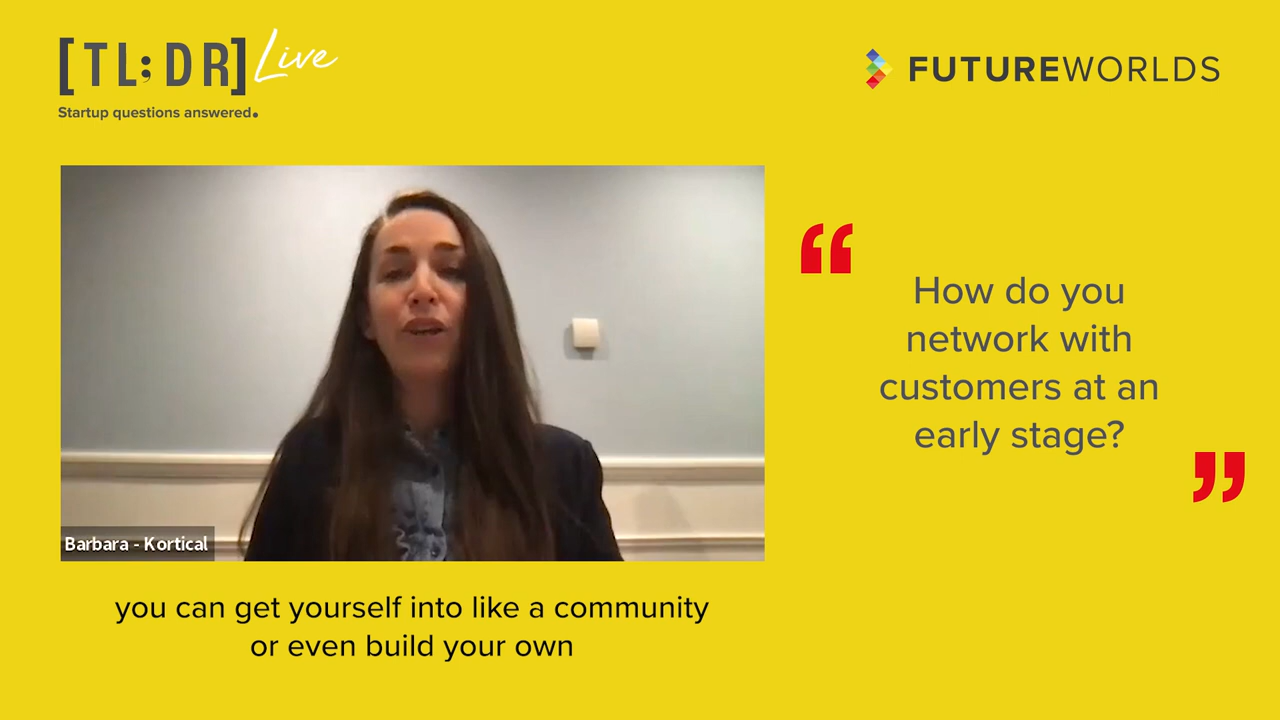 [TL;DR] Live
Startup questions answered.
FUTUREWORLDS
“
How do you
network with
customers at an
early stage?
”
Barbara - Kortical
you can get yourself into like a community
or even build your own